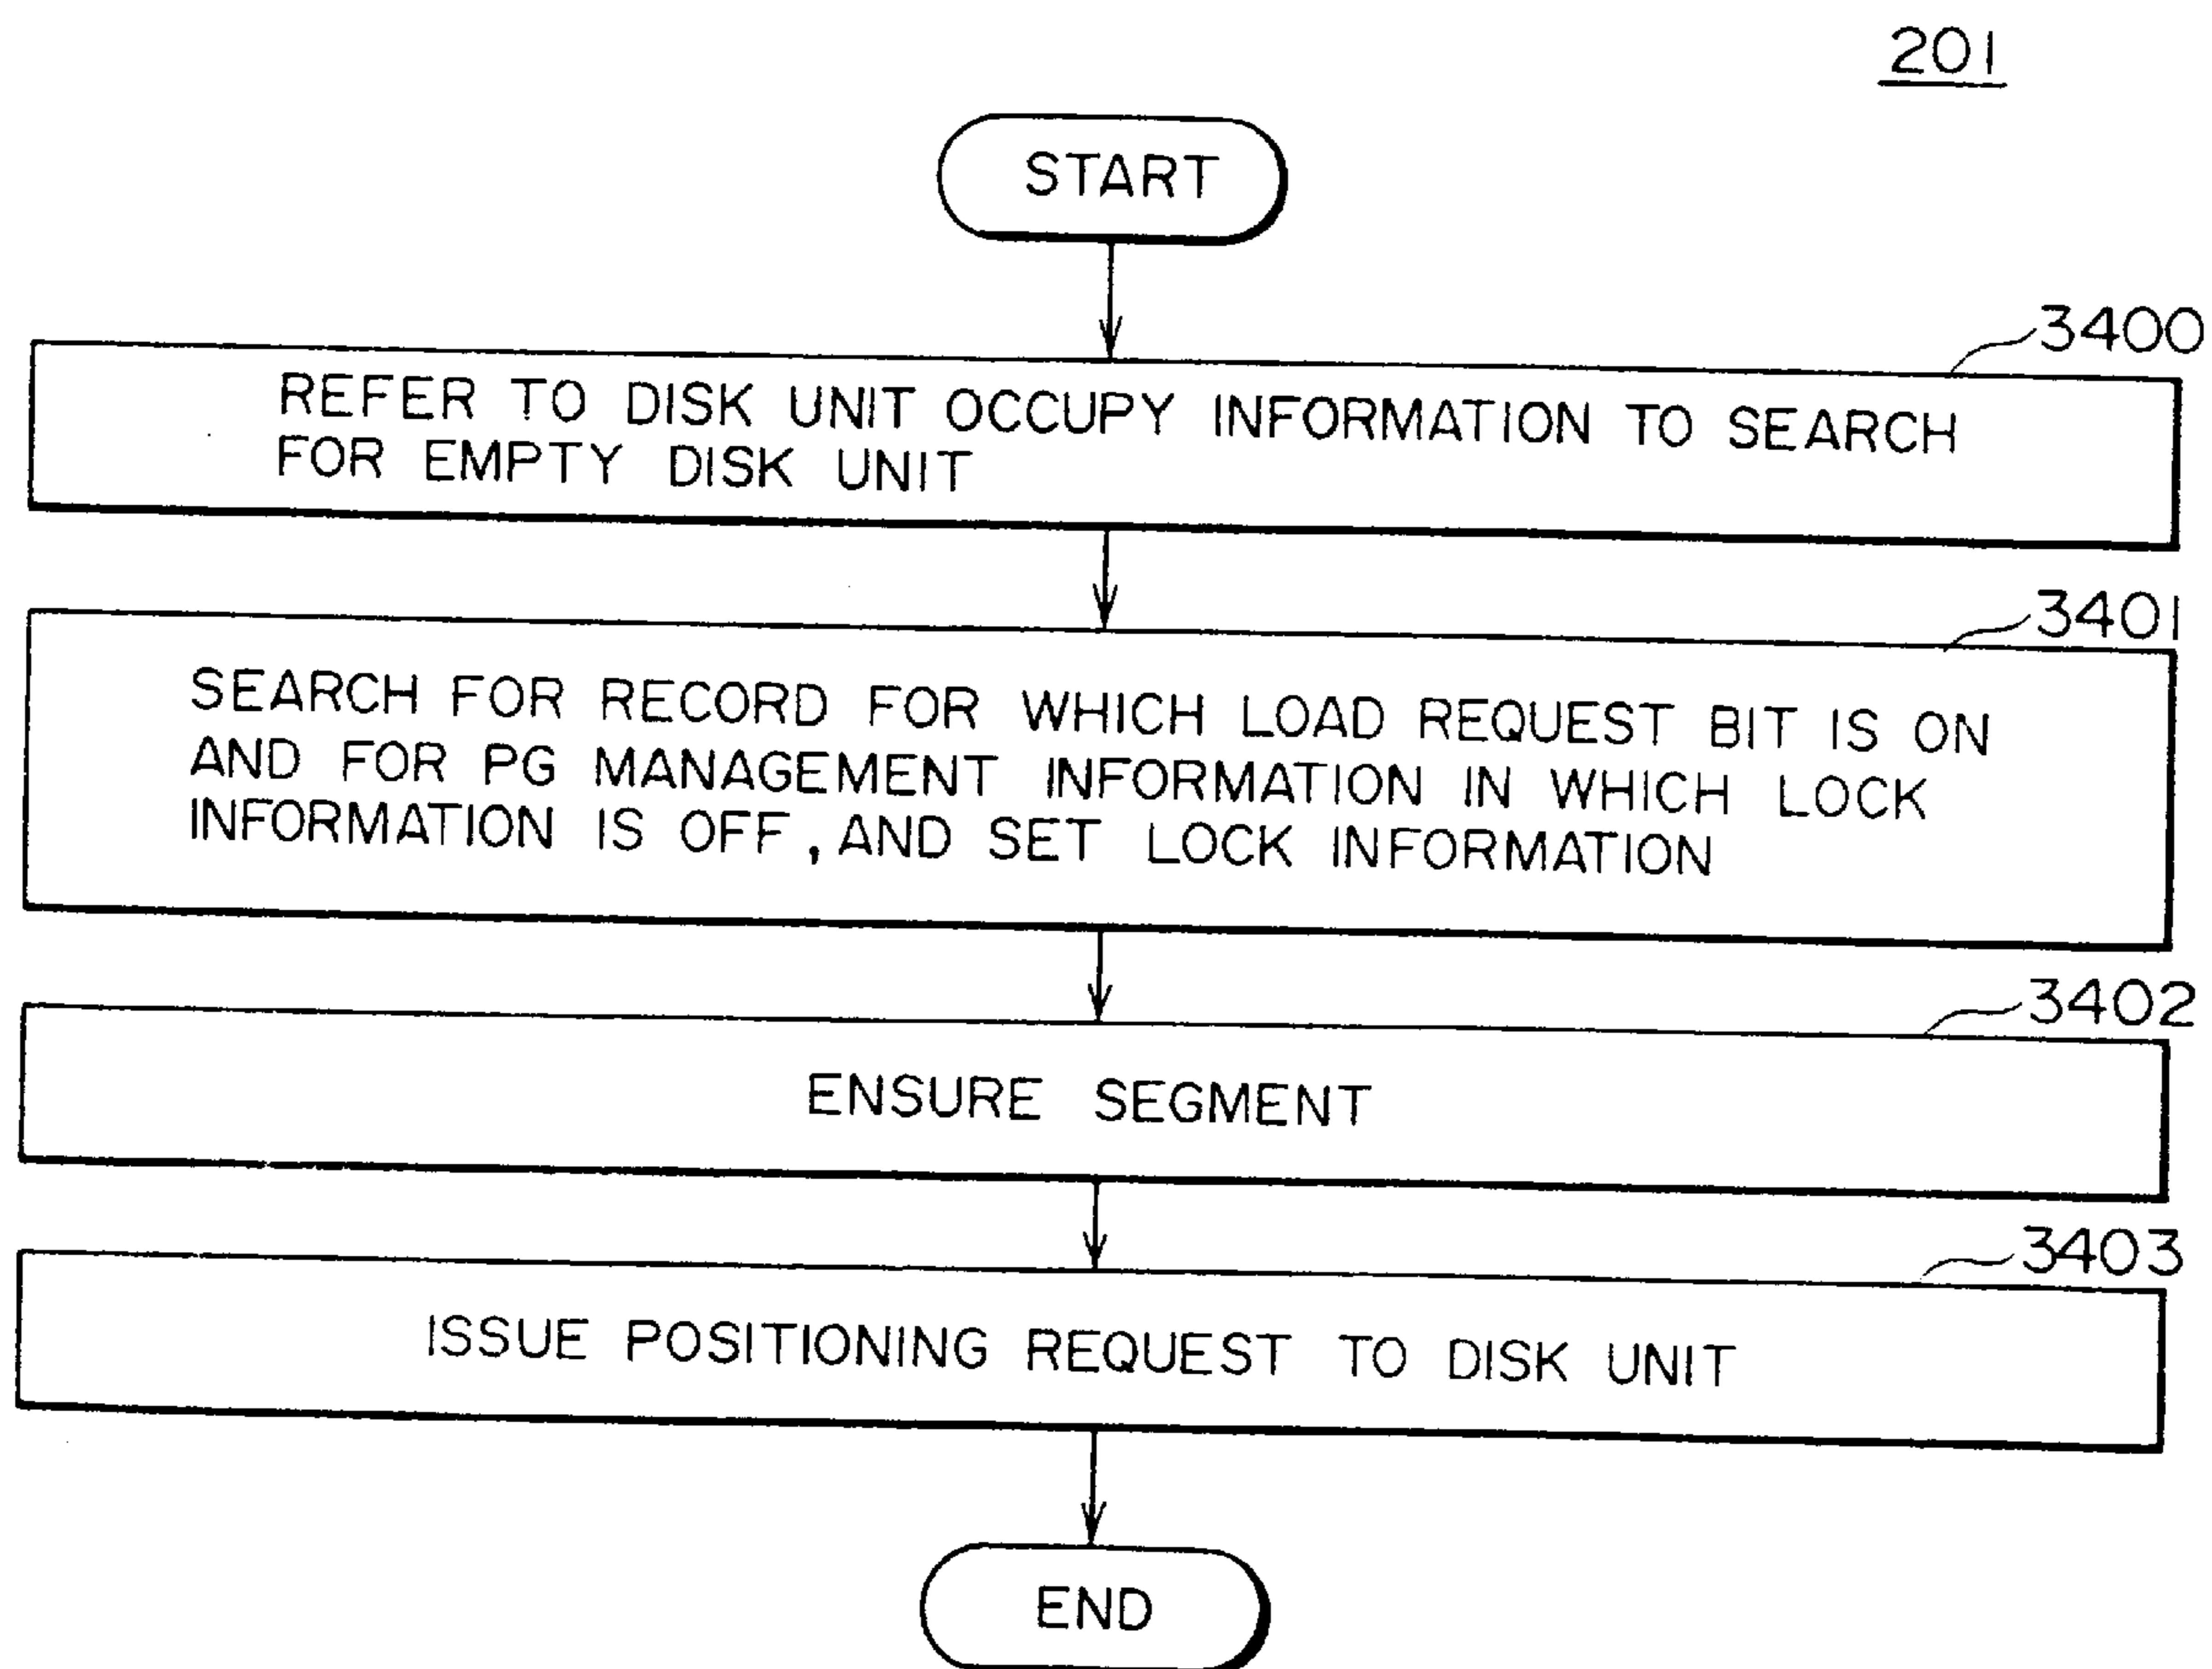 201
START
3400
REFER TO DISK UNIT OCCUPY INFORMATION TO SEARCH
FOR EMPTY DISK UNIT
3401
SEARCH FOR RECORD FOR WHICH LOAD REQUEST BIT IS ON
AND FOR PG MANAGEMENT INFORMATION IN WHICH LOCK
INFORMATION IS OFF, AND SET LOCK INFORMATION
3402
ENSURE SEGMENT
3403
ISSUE POSITIONING REQUEST TO DISK UNIT
END